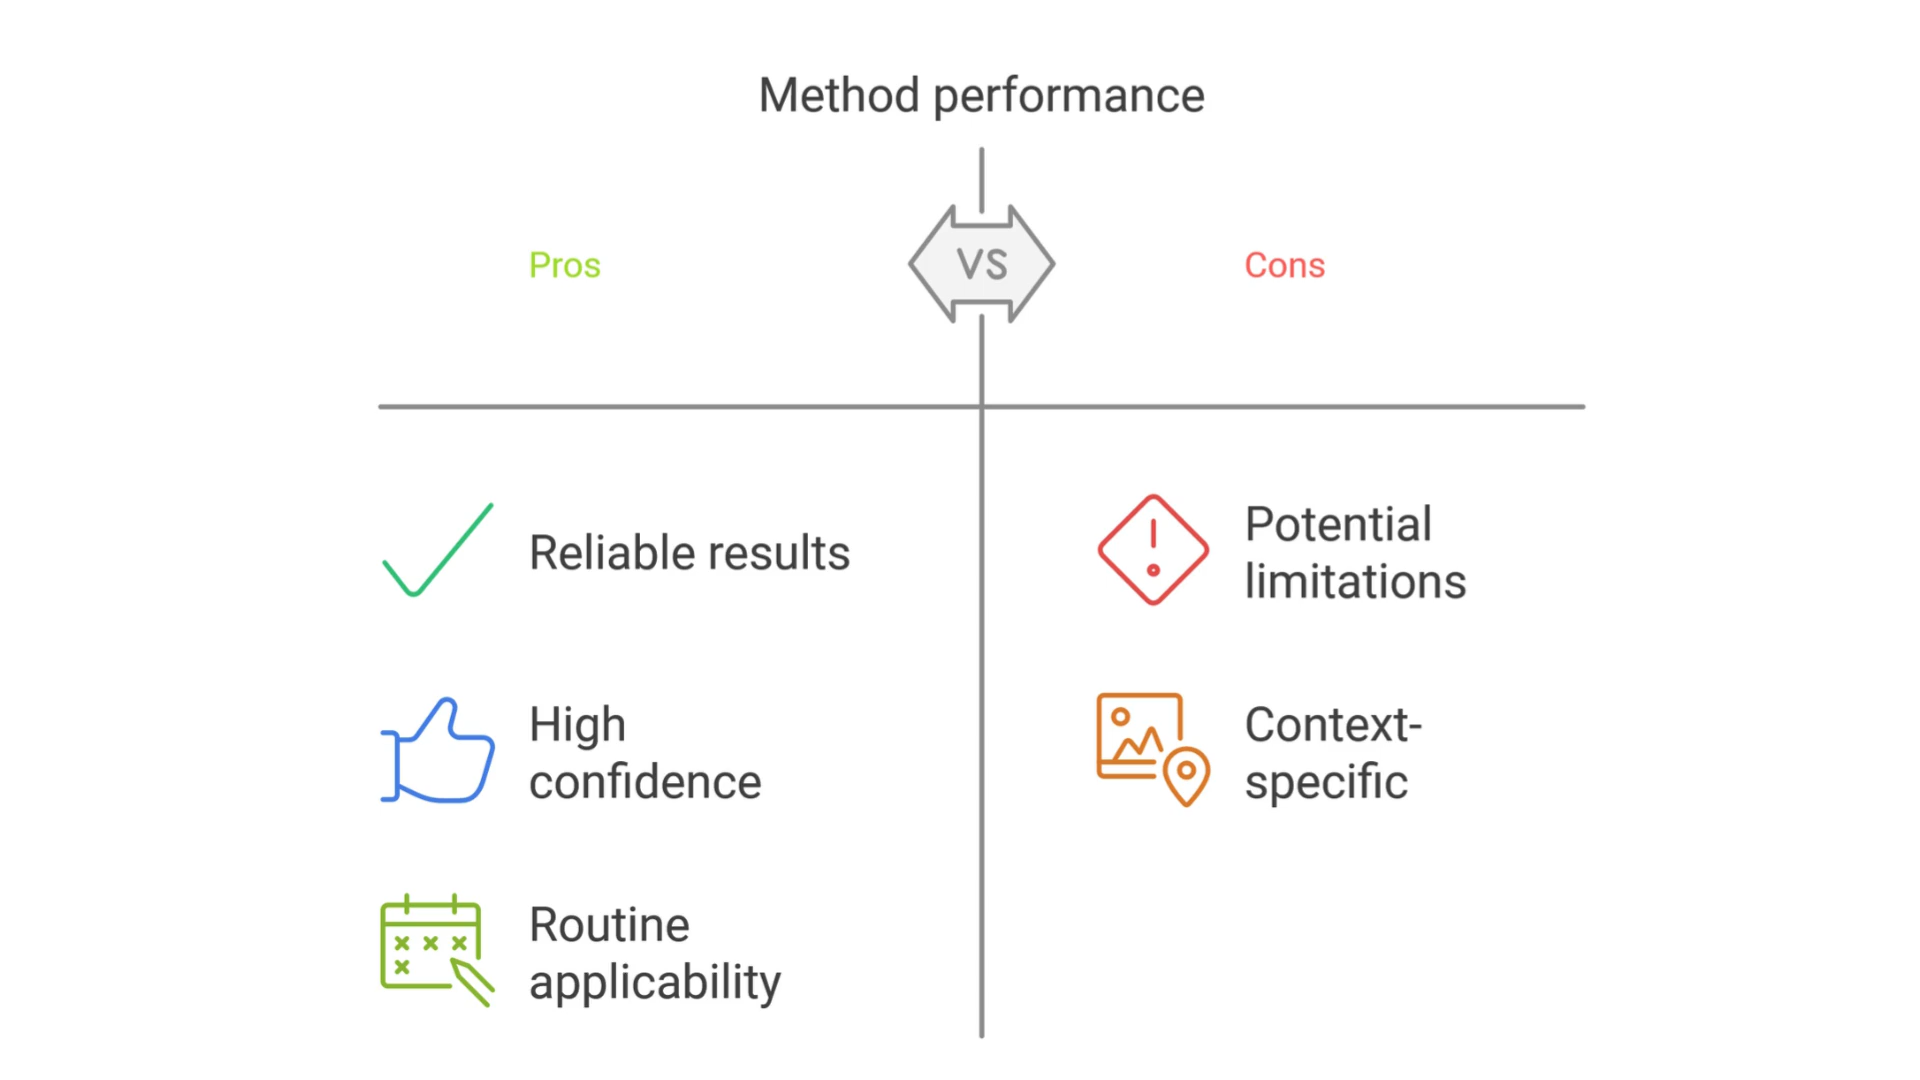 Method performance
Pros
VS
Cons
Reliable results
High
confidence
Routine
applicability
Potential
limitations
Context-
specific